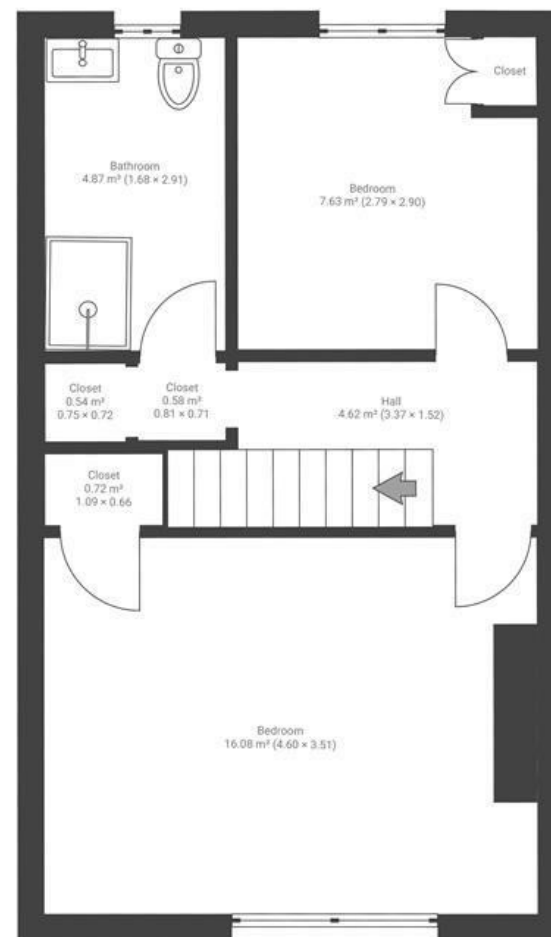 Closet
Bathroom
4.87 m² (1.68 × 2.91)
Bedroom
7.63 m² (2.79 × 2.90)
Closet
0.54 m²
0.75 × 0.72
Closet
0.58 m²
0.81 × 0.71
Hall
4.62 m² (3.37 × 1.52)
Closet
0.72 m²
1.09 × 0.66
Bedroom
16.08 m² (4.60 × 3.51)